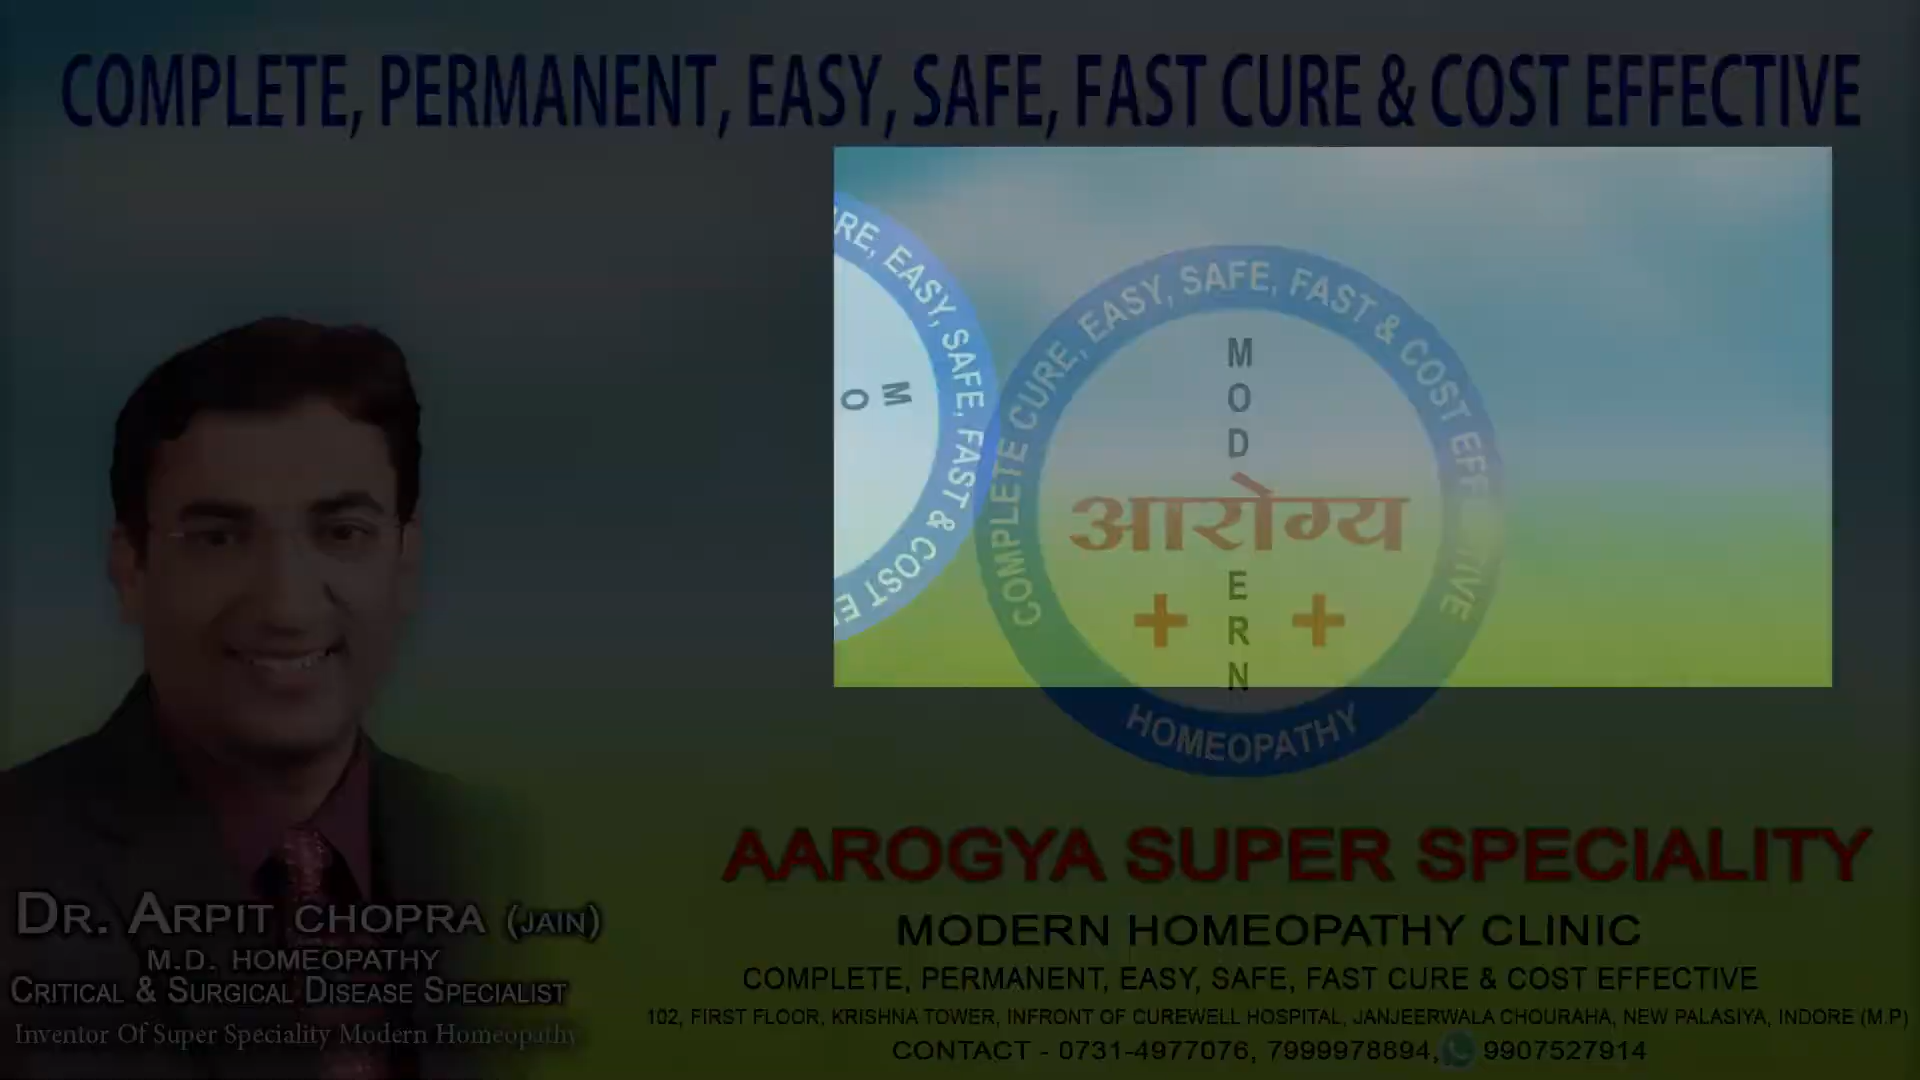 COMPLETE, PERMANENT, EASY, SAFE, FAST CURE & COST EFFECTIVE
RE, EASY, SAFE, FAST & COST E
M
O
COMPLETE CURE, EASY, SAFE, FAST & COST EFFECTIVE
M
O
D
आरोग्य
E
R
N
HOMEOPATHY
DR. ARPIT CHOPRA (JAIN)
M.D. HOMEOPATHY
CRITICAL & SURGICAL DISEASE SPECIALIST
Inventor Of Super Speciality Modern Homeopathy
AAROGYA SUPER SPECIALITY
MODERN HOMEOPATHY CLINIC
COMPLETE, PERMANENT, EASY, SAFE, FAST CURE & COST EFFECTIVE
102, FIRST FLOOR, KRISHNA TOWER, INFRONT OF CUREWELL HOSPITAL, JANJEERWALA CHOURAHA, NEW PALASIYA, INDORE (M.P)
CONTACT - 0731-4977076, 7999978894, 9907527914